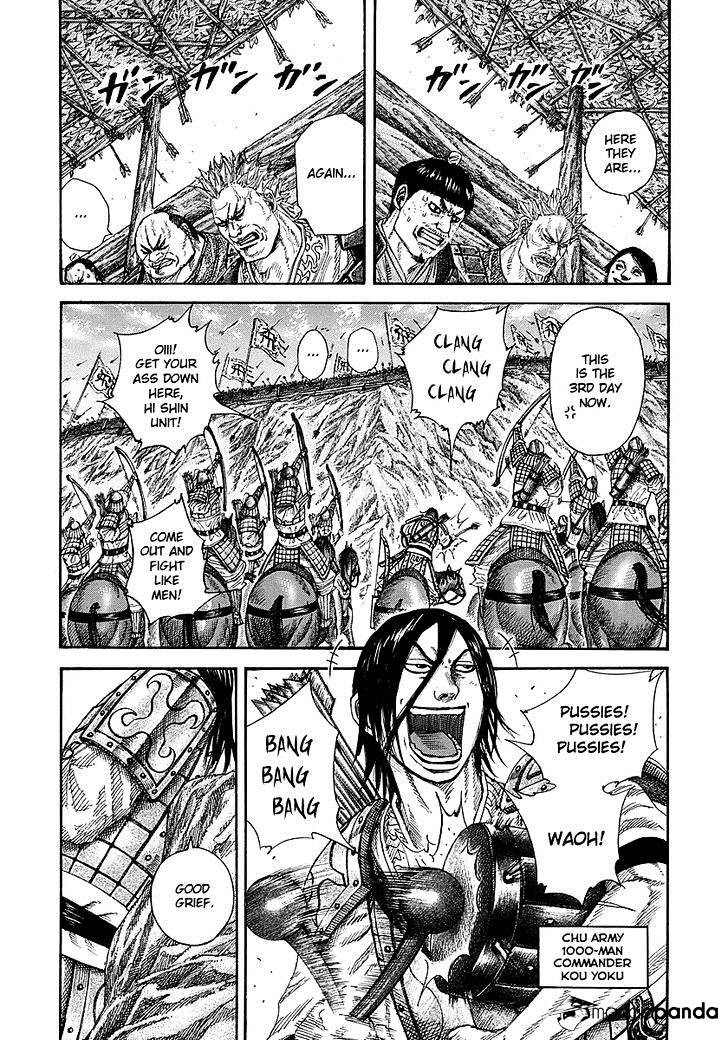 ガン ガン ガン
HERE
THEY
ARE...
ガン ガン ガン
AGAIN...
...
THIS
IS THE
3RD DAY
NOW.
CLANG
CLANG
CLANG
...
...
OIII!
GET YOUR
ASS DOWN
HERE,
HI SHIN
UNIT!
COME
OUT AND
FIGHT
LIKE
MEN!
PUSSIES!
PUSSIES!
PUSSIES!
WAOH!
BANG
BANG
BANG
CHU ARMY
1000-MAN
COMMANDER
KOU YOKU
GOOD
GRIEF.